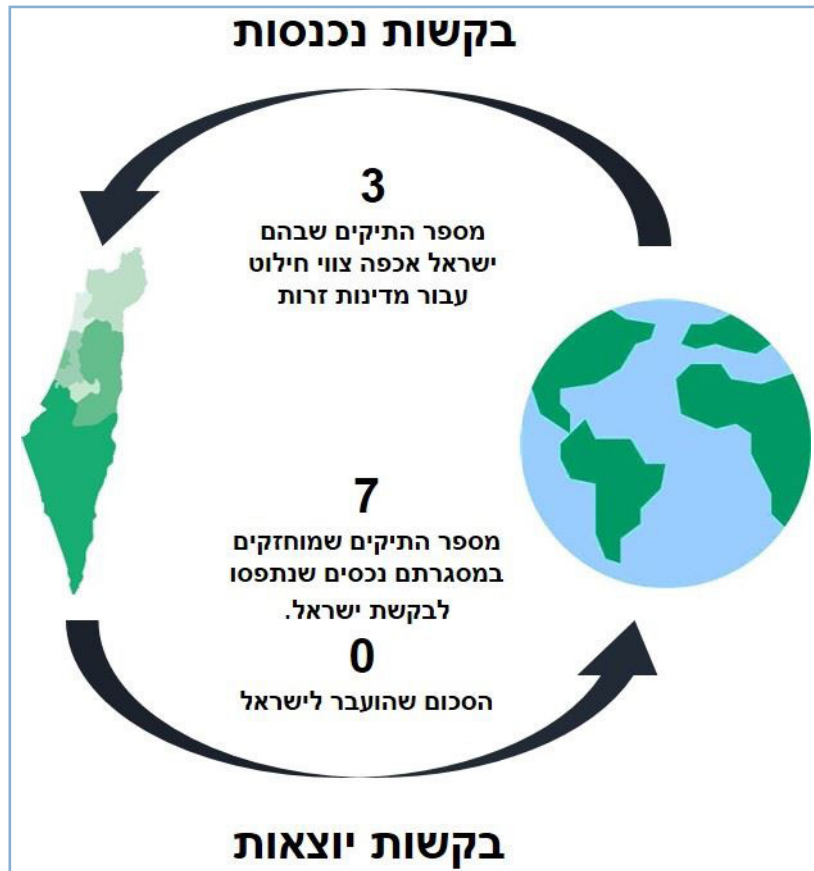 בקשות נכנסות
3
מספר התיקים שבהם
ישראל אכפה צווי חילוט
עבור מדינות זרות
7
מספר התיקים שמוחזקים
במסגרתם נכסים שנתפסו
לבקשת ישראל.
0
הסכום שהועבר לישראל
בקשות יוצאות